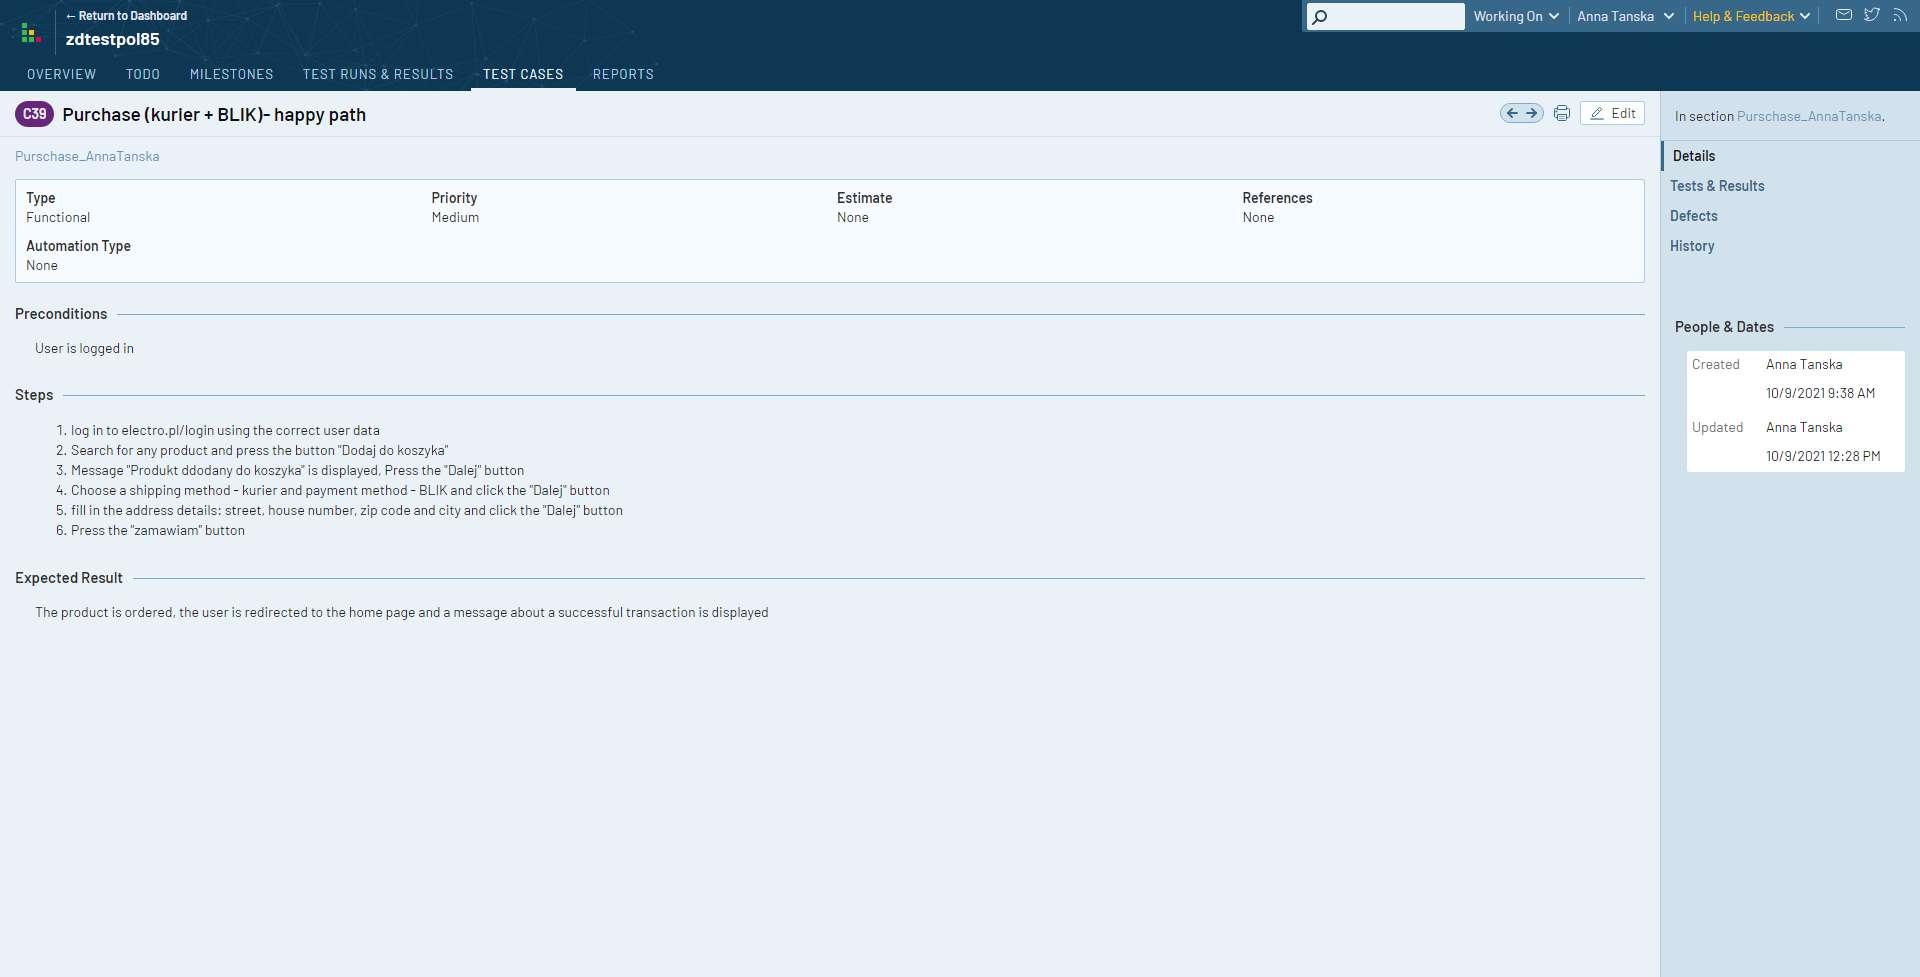 ← Return to Dashboard
zdtestpol85
Working On
Anna Tanska
Help & Feedback
OVERVIEW TODO MILESTONES TEST RUNS & RESULTS TEST CASES REPORTS
C39 Purchase (kurier + BLIK)- happy path
Edit
Purschase_AnnaTanska
Type Priority Estimate References
Functional Medium None None
Automation Type
None
Preconditions
User is logged in
Steps
1. log in to electro.pl/login using the correct user data
2. Search for any product and press the button "Dodaj do koszyka"
3. Message "Produkt ddodany do koszyka" is displayed, Press the "Dalej" button
4. Choose a shipping method - kurier and payment method - BLIK and click the "Dalej" button
5. fill in the address details: street, house number, zip code and city and click the "Dalej" button
6. Press the "zamawiam" button
Expected Result
The product is ordered, the user is redirected to the home page and a message about a successful transaction is displayed
In section Purschase_AnnaTanska.
Details
Tests & Results
Defects
History
People & Dates
Created Anna Tanska
10/9/2021 9:38 AM
Updated Anna Tanska
10/9/2021 12:28 PM